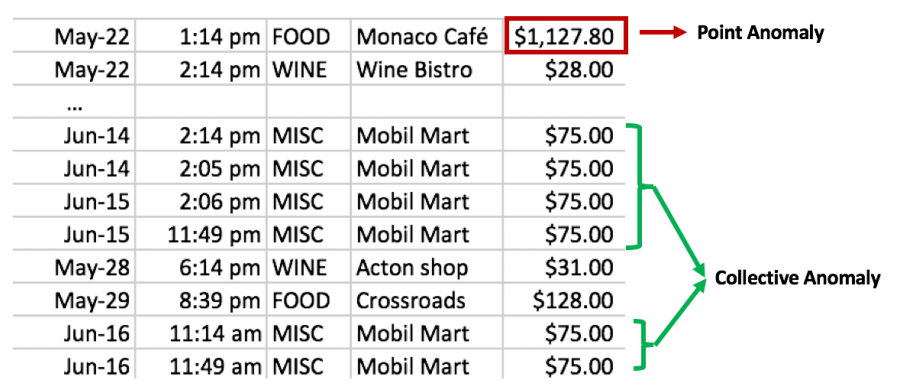 May-22 1:14 pm FOOD Monaco Café $1,127.80 Point Anomaly
May-22 2:14 pm WINE Wine Bistro $28.00
...
Jun-14 2:14 pm MISC Mobil Mart $75.00
Jun-14 2:05 pm MISC Mobil Mart $75.00
Jun-15 2:06 pm MISC Mobil Mart $75.00
Jun-15 11:49 pm MISC Mobil Mart $75.00
May-28 6:14 pm WINE Acton shop $31.00
Collective Anomaly
May-29 8:39 pm FOOD Crossroads $128.00
Jun-16 11:14 am MISC Mobil Mart $75.00
Jun-16 11:49 am MISC Mobil Mart $75.00